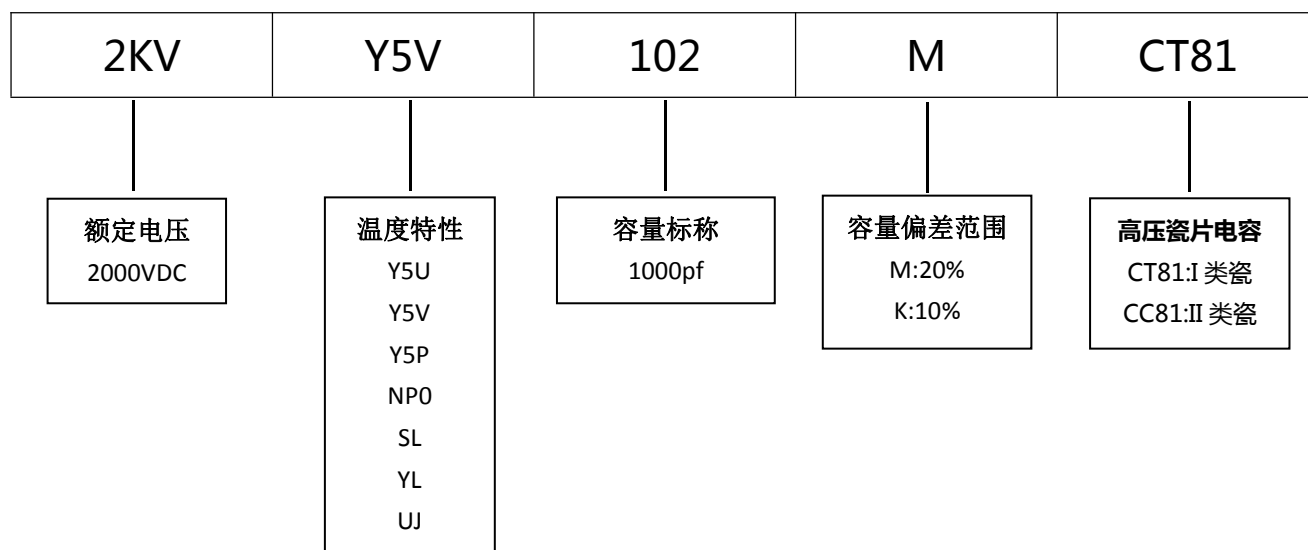 2KV Y5V 102 M CT81
额定电压
2000VDC
温度特性
Y5U
Y5V
Y5P
NP0
SL
YL
UJ
容量标称
1000pf
容量偏差范围
M:20%
K:10%
高压瓷片电容
CT81:I 类瓷
CC81:II 类瓷